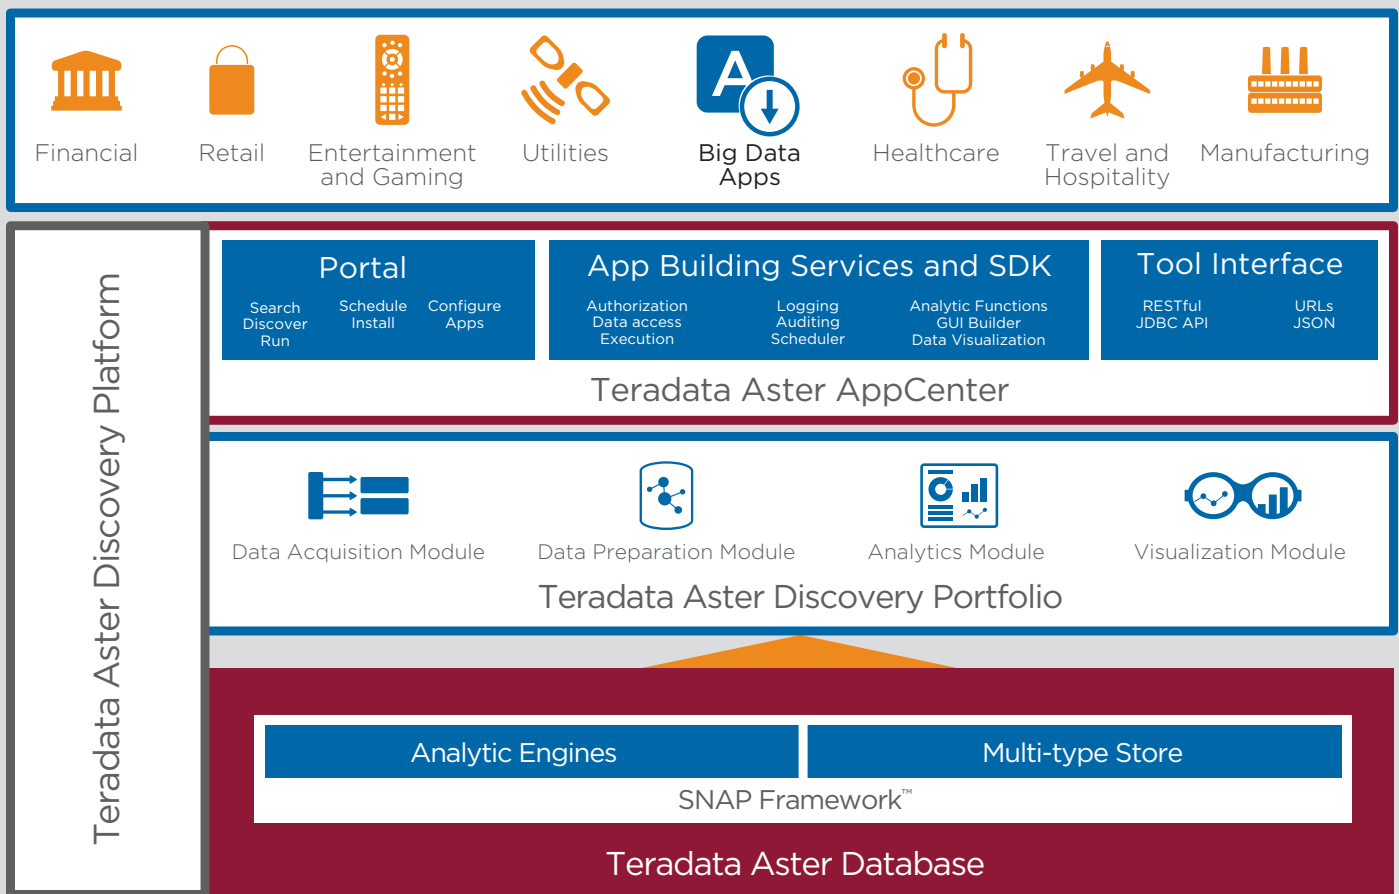 A
Financial
Retail
Entertainment
and Gaming
Utilities
Big Data
Apps
Healthcare
Travel and
Hospitality
Manufacturing
Teradata Aster Discovery Platform
Portal
Search
Discover
Run
Schedule
Install
Configure
Apps
App Building Services and SDK
Authorization
Data access
Execution
Logging
Auditing
Scheduler
Analytic Functions
GUI Builder
Data Visualization
Tool Interface
RESTful
JDBC API
URLs
JSON
Teradata Aster AppCenter
Data Acquisition Module
Data Preparation Module
Analytics Module
Visualization Module
Teradata Aster Discovery Portfolio
Analytic Engines
Multi-type Store
SNAP Framework™
Teradata Aster Database